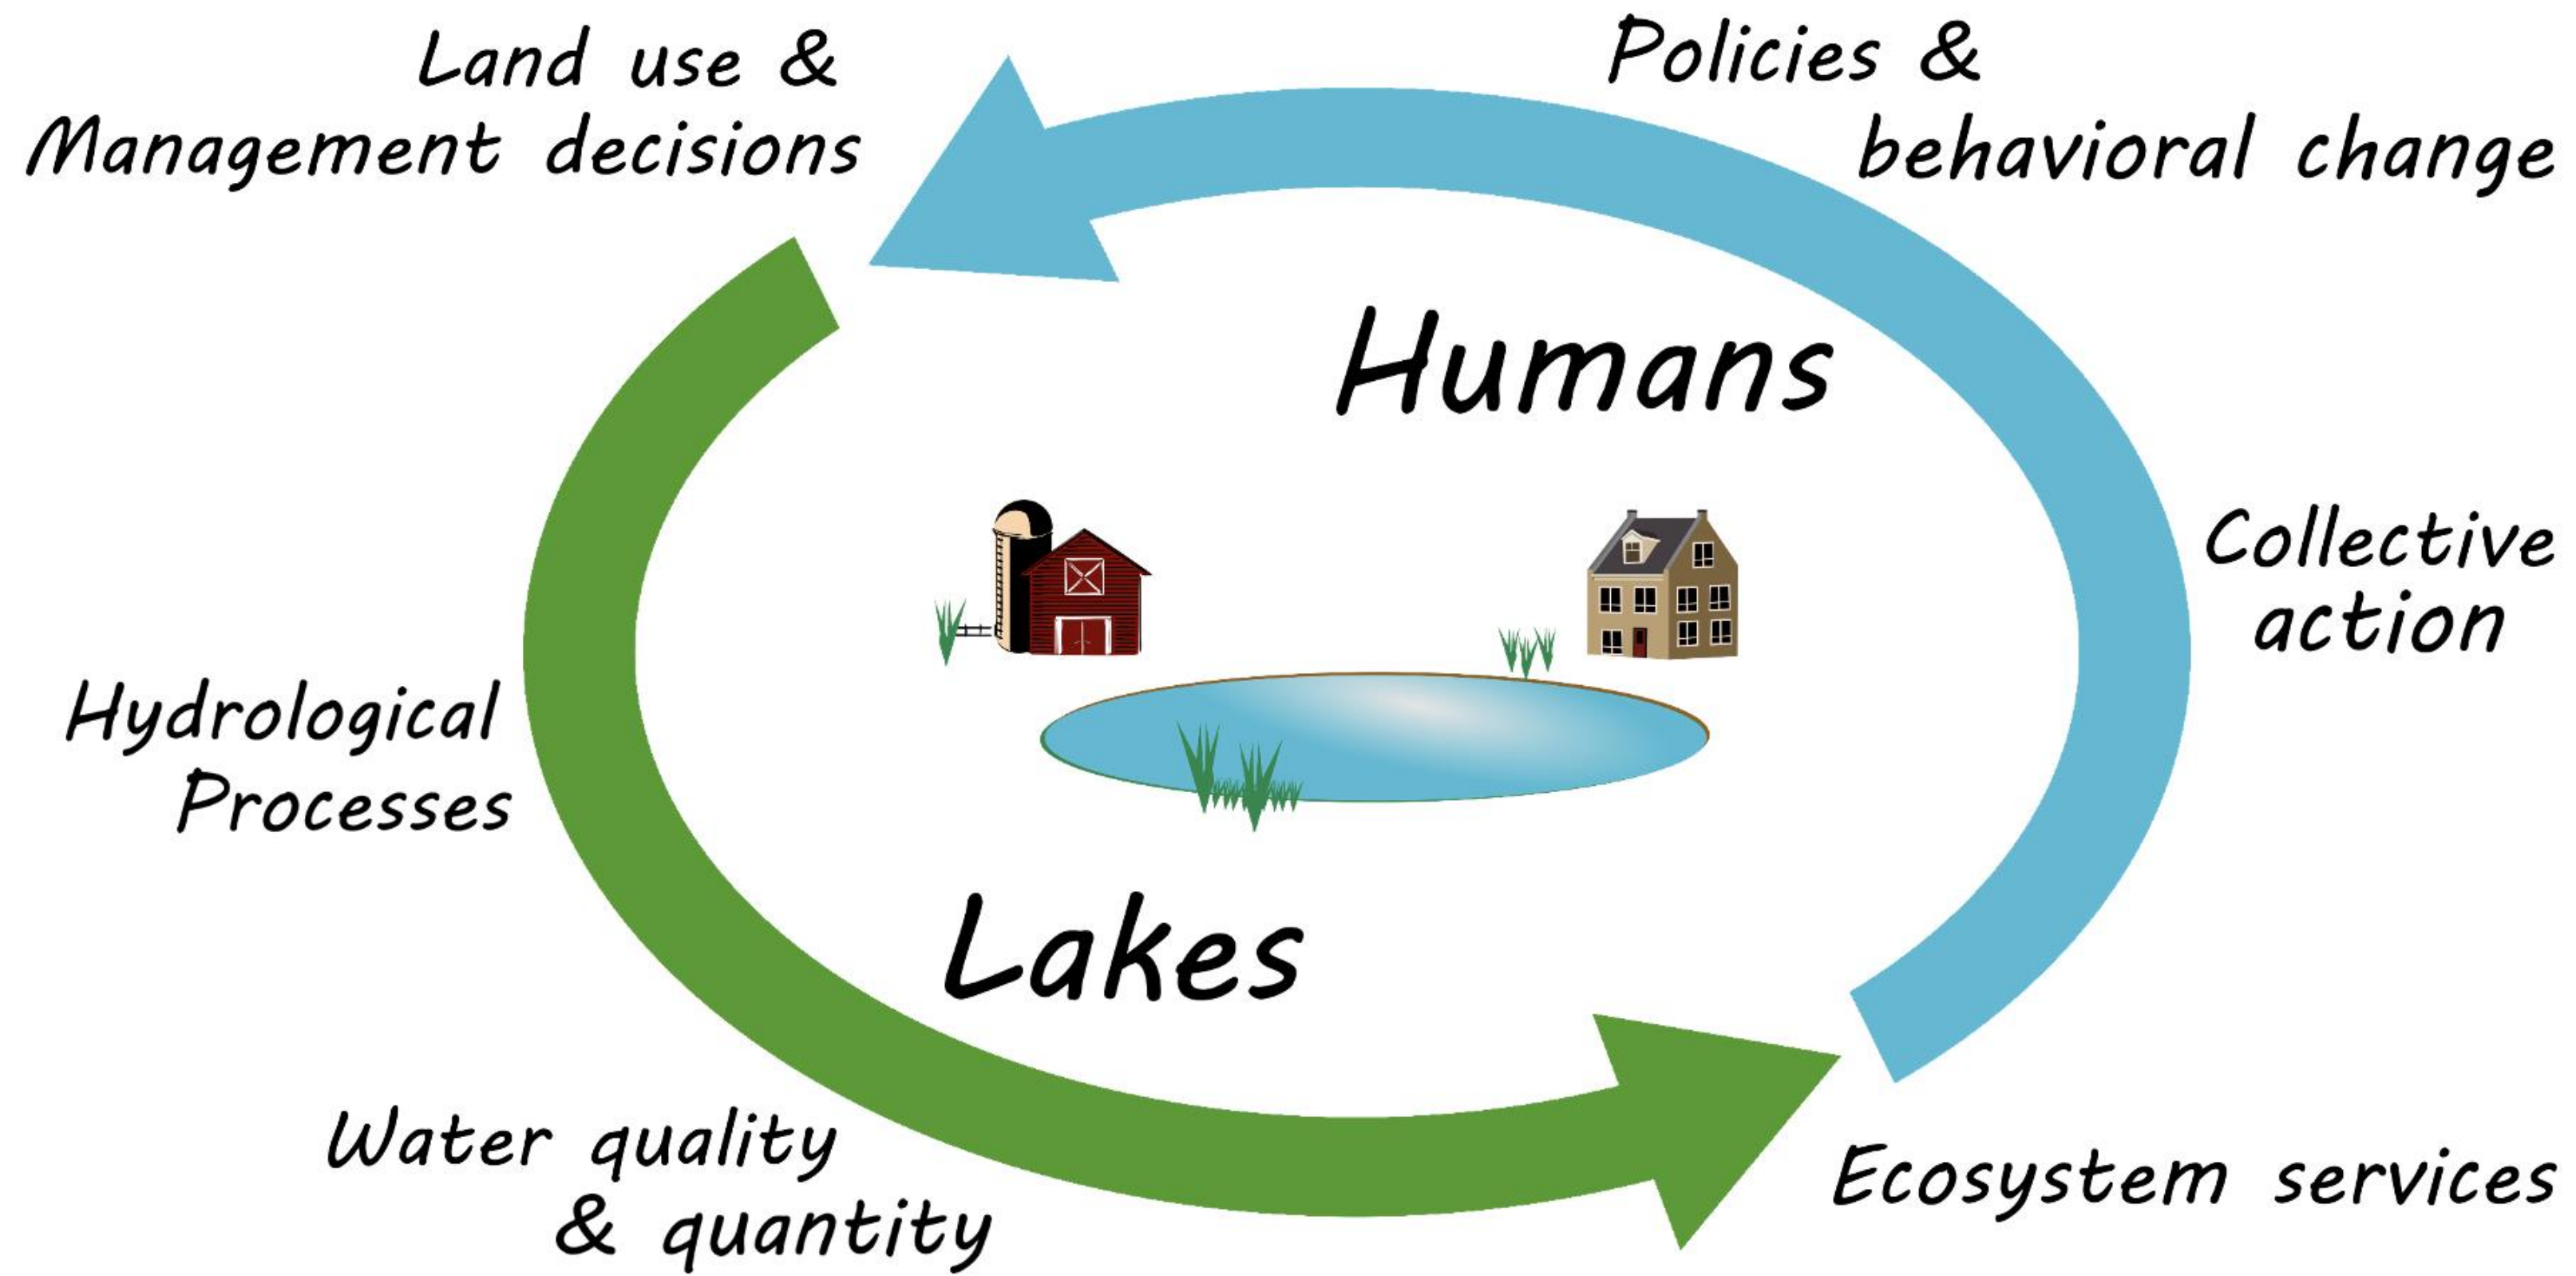 Land use &
Management decisions
Policies &
behavioral change
Humans
Collective
action
Hydrological
Processes
Lakes
Water quality
& quantity
Ecosystem services